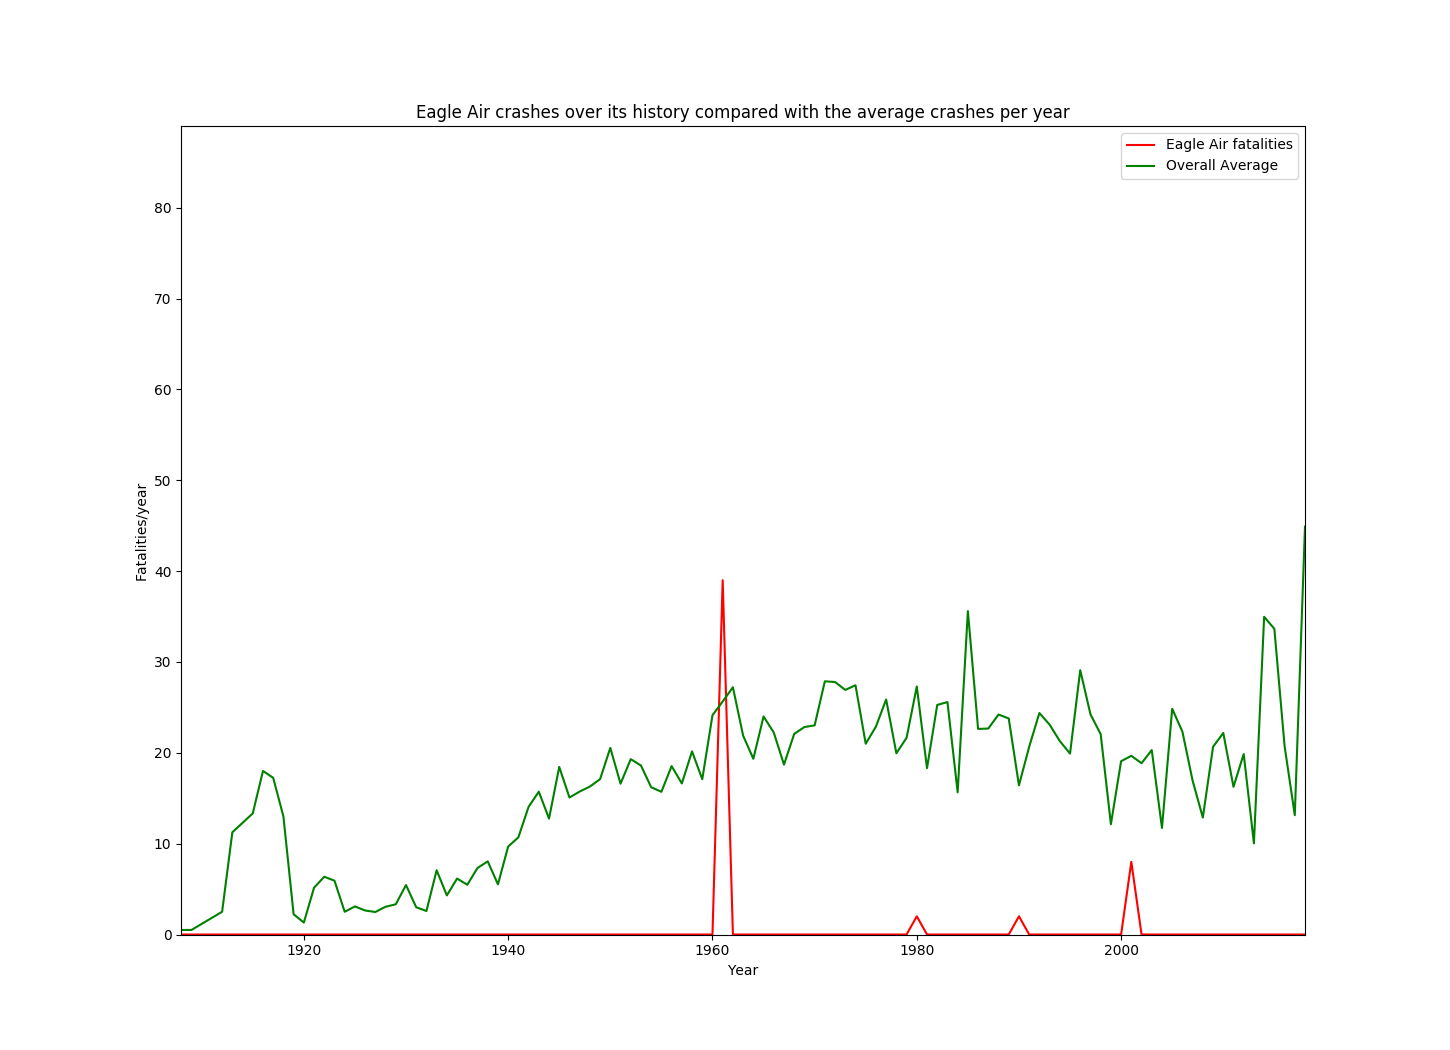 Eagle Air crashes over its history compared with the average crashes per year
Eagle Air fatalities
Overall Average
80
70
60
50
40
30
20
10
0
Fatalities/year
1920 1940 1960 1980 2000
Year